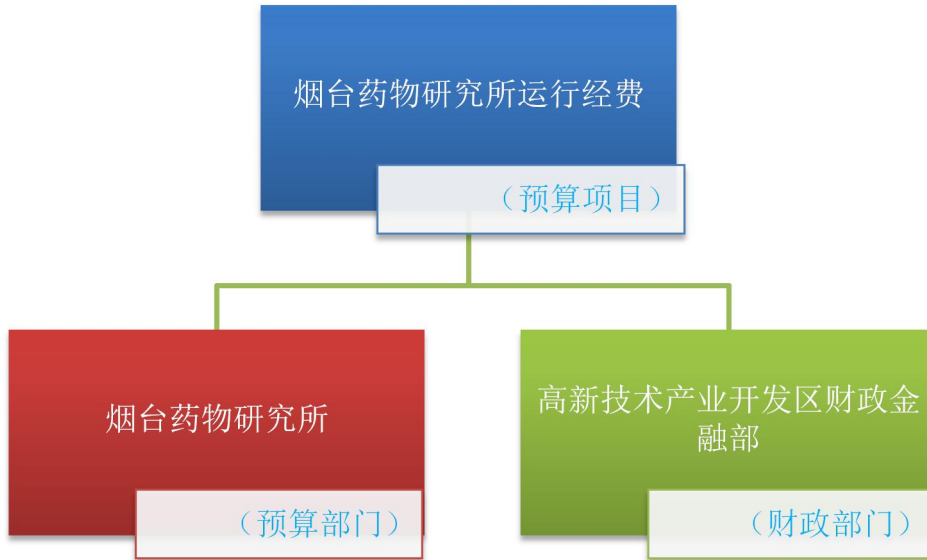 烟台药物研究所运行经费
（预算项目）
烟台药物研究所
（预算部门）
高新技术产业开发区财政金
融部
（财政部门）